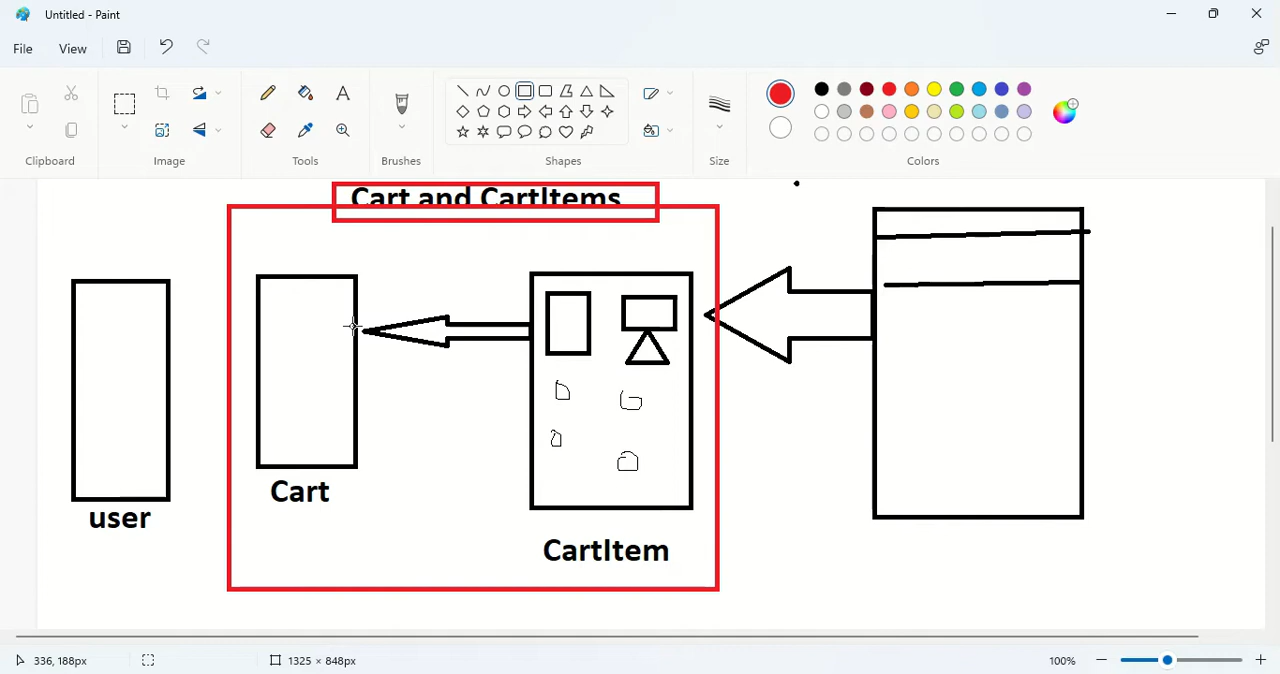 Untitled - Paint
File View
Clipboard Image Tools Brushes Shapes Size Colors
Cart and CartItems
Cart
user
CartItem
336, 188px 1325 × 848px 100%